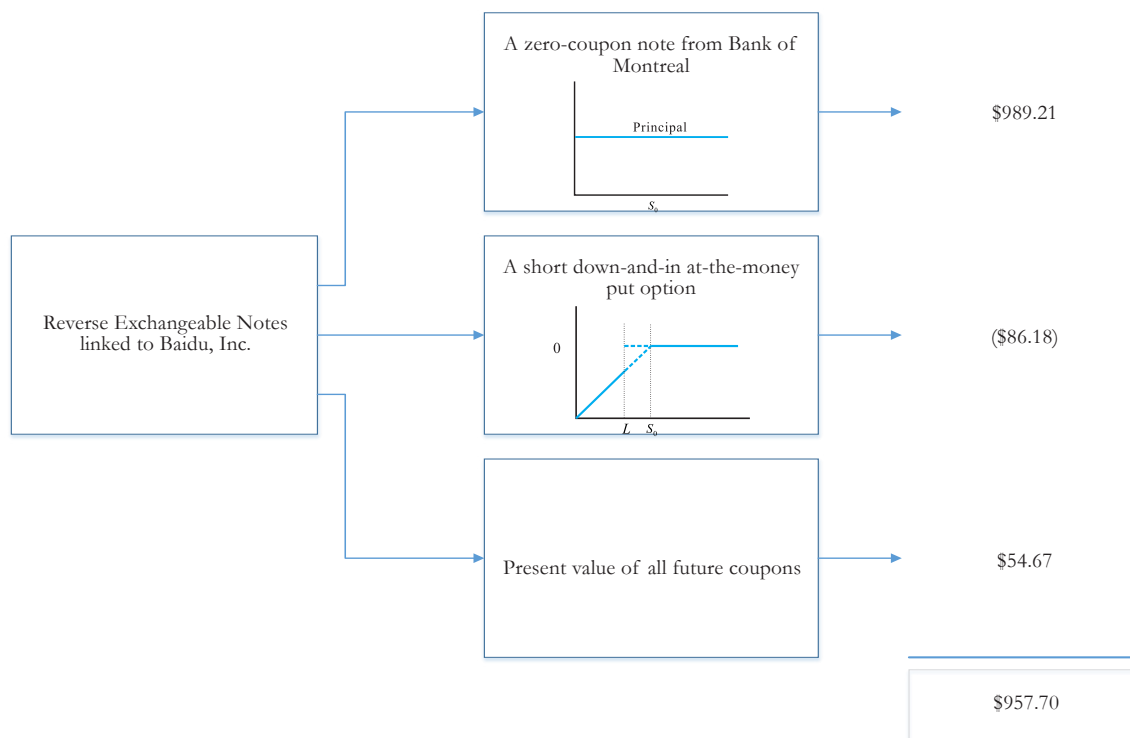 A zero-coupon note from Bank of
Montreal
Principal
S₀
$989.21
Reverse Exchangeable Notes
linked to Baidu, Inc.
A short down-and-in at-the-money
put option
0
L S₀
($86.18)
Present value of all future coupons
$54.67
$957.70